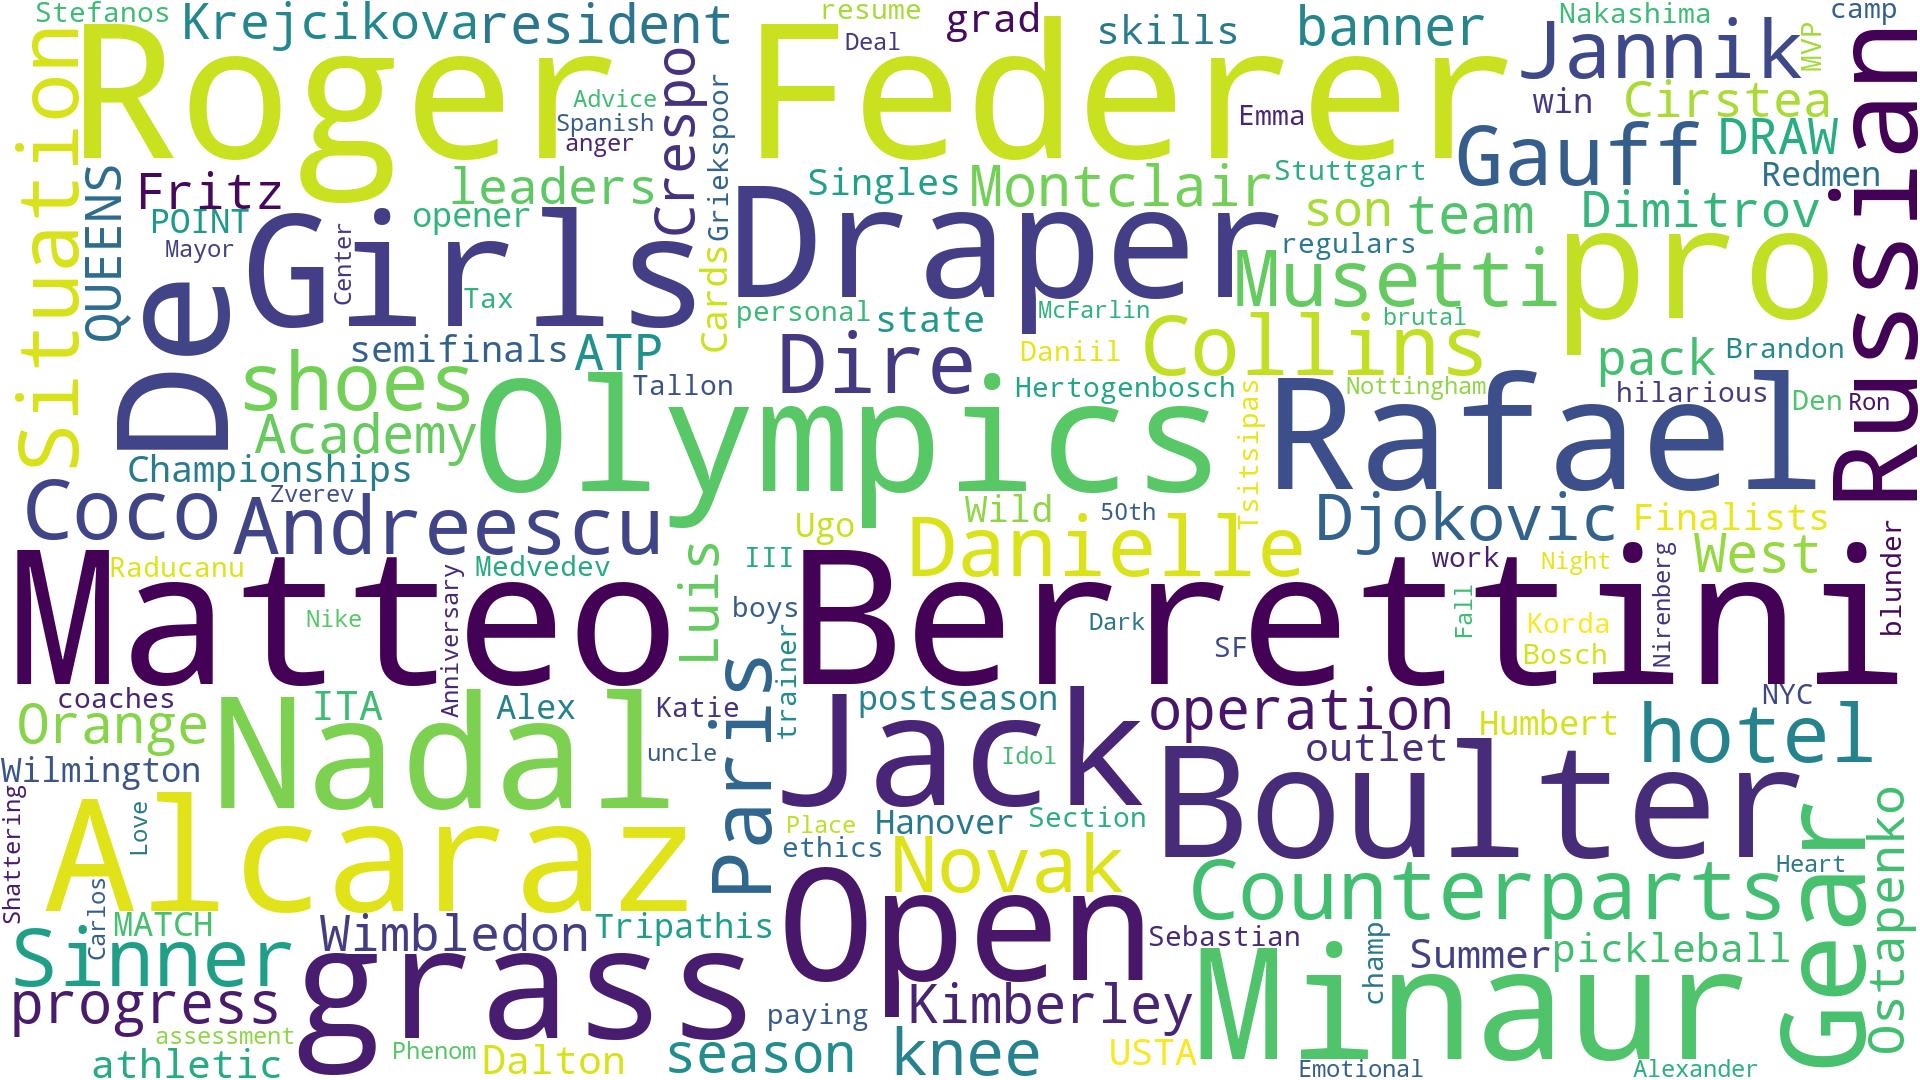 Stefanos
Krejcikova
resident
resume
Deal
grad
skills
banner
Nakashima
camp
MVP
Jannik
Roger
Federer
Russian
situation
Advice
Spanish
anger
Crespo
Griekspoor
Emma
win
Cirstea
Gauff
DRAW
Redmen
QUEENS
Fritz
leaders
Singles
Montclair
Stuttgart
POINT
opener
Mayor
Center
Girls
Draper
son
team
Dimitrov
regulars
Musetti
pro
De
Tax
Cards
personal
state
McFarlin
brutal
semifinals
ATP
Dire
Daniil
Collins
pack
Brandon
shoes
Tallon
Hertogenbosch
Nottingham
hilarious
Den
Ron
Academy
Olympics
Tsitsipas
Rafael
Championships
Coco
Zverev
Andreescu
Ugo
Wild
50th
Djokovic
Finalists
Danielle
Raducanu
Medvedev
Luis
III
work
Night
West
blunder
Matteo
Berrettini
Nike
Anniversary
boys
Dark
SF
Fall
Korda
Bosch
Nirenberg
trainer
Paris
coaches
Orange
ITA
Alex
Katie
postseason
operation
NYC
Nadal
Jack
Humbert
hotel
uncle
Idol
outlet
Wilmington
Boulter
Shattering
Love
Alcaraz
Place
Hanover
Section
ethics
Novak
Heart
Gear
Ostapenko
Carlos
MATCH
Counterparts
Sinner
Wimbledon
Tripathis
Open
Sebastian
champ
Summer
pickleball
progress
grass
paying
Kimberley
Minaur
assessment
athletic
Phenom
Dalton
season
knee
USTA
Emotional
Alexander